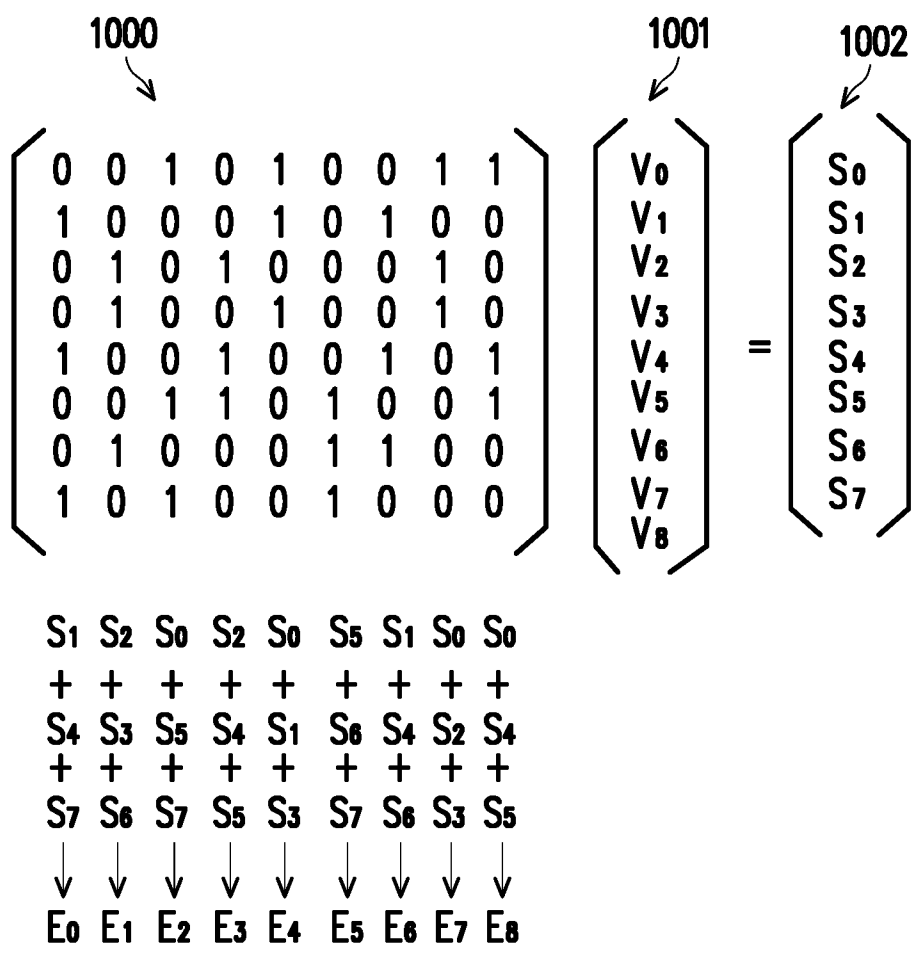 1000 1001 1002
0 0 1 0 1 0 0 1 1 V0 S0
1 0 0 0 1 0 1 0 0 V1 S1
0 1 0 1 0 0 0 1 0 V2 S2
0 1 0 0 1 0 0 1 0 V3 S3
1 0 0 1 0 0 1 0 1 V4 = S4
0 0 1 1 0 1 0 0 1 V5 S5
0 1 0 0 0 1 1 0 0 V6 S6
1 0 1 0 0 1 0 0 0 V7 S7
V8
S1 S2 S0 S2 S0 S5 S1 S0 S0
+ + + + + + + + +
S4 S3 S5 S4 S1 S6 S4 S2 S4
+ + + + + + + + +
S7 S6 S7 S5 S3 S7 S6 S3 S5
E0 E1 E2 E3 E4 E5 E6 E7 E8